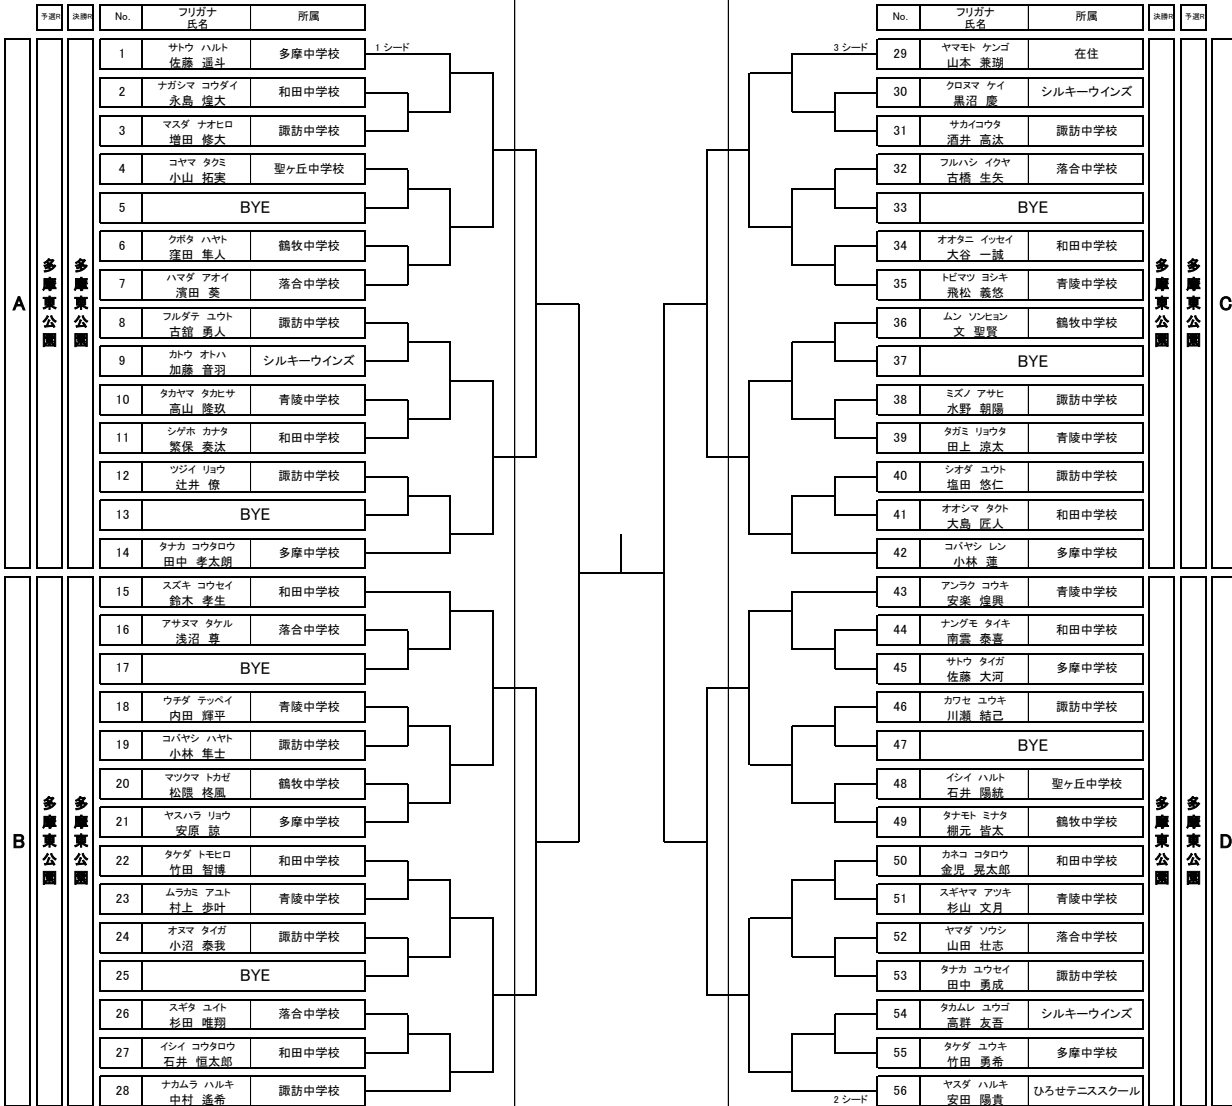 予選R 決勝R No. フリガナ 所属
氏名
1 サトウ ハルト 多摩中学校 1 シード
佐藤 遥斗
2 ナガシマ コウダイ 和田中学校
永島 煌大
3 マスダ ナオヒロ 諏訪中学校
増田 修大
4 コヤマ タクミ 聖ヶ丘中学校
小山 拓実
5 BYE
6 クボタ ハヤト 鶴牧中学校
窪田 隼人
7 ハマダ アオイ 落合中学校
濱田 葵
8 フルダテ ユウト 諏訪中学校
古舘 勇人
9 カトウ オトハ シルキーウインズ
加藤 音羽
10 タカヤマ タカヒサ 青陵中学校
高山 隆玖
11 シゲホ カナタ 和田中学校
繁保 奏汰
12 ツジイ リョウ 諏訪中学校
辻井 僚
13 BYE
14 タナカ コウタロウ 多摩中学校
田中 孝太朗
A 多摩東公園 多摩東公園
15 スズキ コウセイ 和田中学校
鈴木 孝生
16 アサヌマ タケル 落合中学校
浅沼 尊
17 BYE
18 ウチダ テッペイ 青陵中学校
内田 輝平
19 コバヤシ ハヤト 諏訪中学校
小林 隼士
20 マツクマ トカゼ 鶴牧中学校
松隈 柊風
21 ヤスハラ リョウ 多摩中学校
安原 諒
22 タケダ トモヒロ 和田中学校
竹田 智博
23 ムラカミ アユト 青陵中学校
村上 歩叶
24 オヌマ タイガ 諏訪中学校
小沼 泰我
25 BYE
26 スギタ ユイト 落合中学校
杉田 唯翔
27 イシイ コウタロウ 和田中学校
石井 恒太郎
28 ナカムラ ハルキ 諏訪中学校
中村 遙希
B 多摩東公園 多摩東公園
No. フリガナ 所属 決勝R 予選R
氏名
3 シード 29 ヤマモト ケンゴ 在住
山本 兼瑚
30 クロヌマ ケイ シルキーウインズ
黒沼 慶
31 サカイコウタ 諏訪中学校
酒井 高汰
32 フルハシ イクヤ 落合中学校
古橋 生矢
33 BYE
34 オオタニ イッセイ 和田中学校
大谷 一誠
35 トビマツ ヨシキ 青陵中学校
飛松 義悠
36 ムン ソンヒョン 鶴牧中学校
文 聖賢
37 BYE
38 ミズノ アサヒ 諏訪中学校
水野 朝陽
39 タガミ リョウタ 青陵中学校
田上 涼太
40 シオダ ユウト 諏訪中学校
塩田 悠仁
41 オオシマ タクト 和田中学校
大島 匠人
42 コバヤシ レン 多摩中学校
小林 蓮
多摩東公園 多摩東公園 C
43 アンラク コウキ 青陵中学校
安楽 煌興
44 ナングモ タイキ 和田中学校
南雲 泰喜
45 サトウ タイガ 多摩中学校
佐藤 大河
46 カワセ ユウキ 諏訪中学校
川瀬 結己
47 BYE
48 イシイ ハルト 聖ヶ丘中学校
石井 陽統
49 タナモト ミナタ 鶴牧中学校
棚元 皆太
50 カネコ コタロウ 和田中学校
金児 晃太郎
51 スギヤマ アツキ 青陵中学校
杉山 文月
52 ヤマダ ソウシ 落合中学校
山田 壮志
53 タナカ ユウセイ 諏訪中学校
田中 勇成
54 タカムレ ユウゴ シルキーウインズ
高群 友吾
55 タケダ ユウキ 多摩中学校
竹田 勇希
2 シード 56 ヤスダ ハルキ ひろせテニススクール
安田 陽貴
多摩東公園 多摩東公園 D